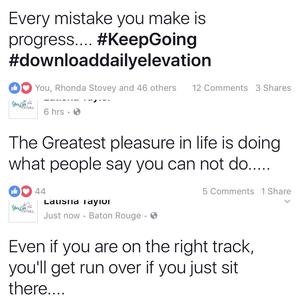 Every mistake you make is
progress.... #KeepGoing
#downloaddailyelevation
You, Rhonda Stovey and 46 others 12 Comments 3 Shares
6 hrs
The Greatest pleasure in life is doing
what people say you can not do.....
44 5 Comments 1 Share
Latisha Taylor
Just now · Baton Rouge ·
Even if you are on the right track,
you'll get run over if you just sit
there....